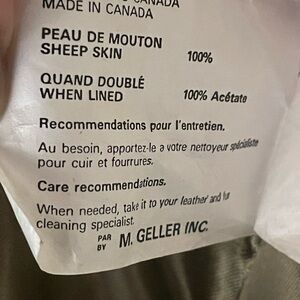 CANADA
MADE IN CANADA
PEAU DE MOUTON
SHEEP SKIN 100%
QUAND DOUBLÉ
WHEN LINED 100% Acétate
Recommendations pour l'entretien.
Au besoin, apportez-le a votre nettoyeur spécialiste
pour cuir et fourrures.
Care recommendations.
When needed, take it to your leather and fur
cleaning specialist.
PAR
BY M. GELLER INC.